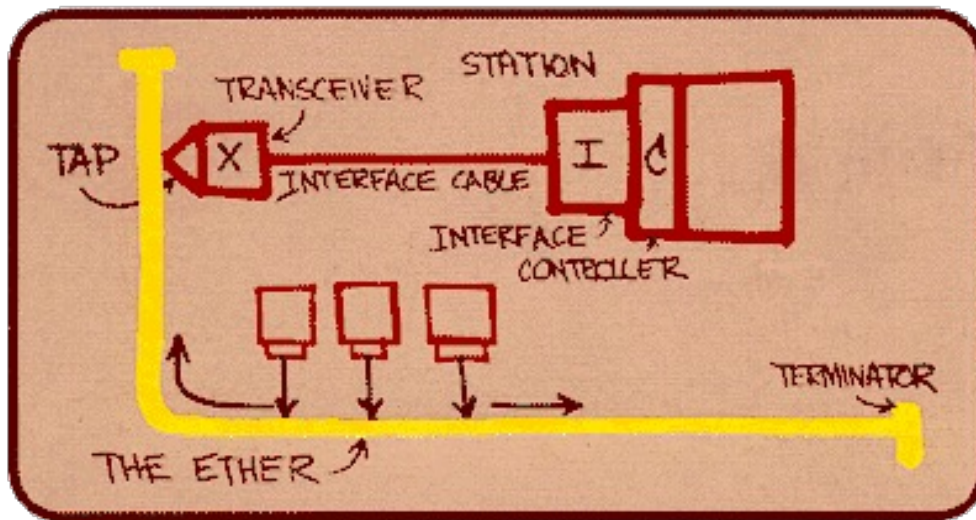 STATION
TRANSCEIVER
TAP
X
I
C
INTERFACE CABLE
INTERFACE
CONTROLLER
TERMINATOR
THE ETHER